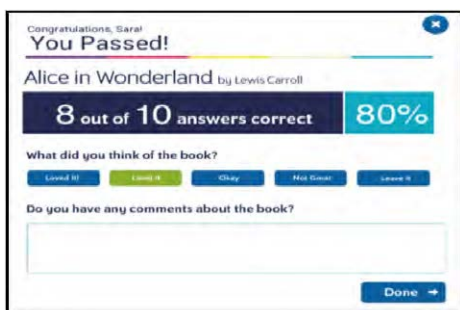 Congratulations, Sara!
You Passed!
Alice in Wonderland by Lewis Carroll
8 out of 10 answers correct 80%
What did you think of the book?
Loved it! Liked it Okay Not Great Leave it
Do you have any comments about the book?
Done